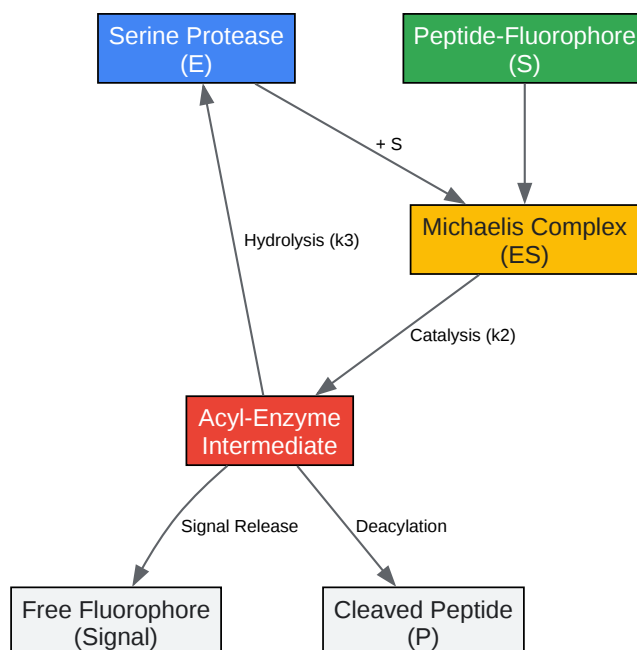 Serine Protease
(E)
Peptide-Fluorophore
(S)
+ S
Michaelis Complex
(ES)
Hydrolysis (k3)
Catalysis (k2)
Acyl-Enzyme
Intermediate
Signal Release
Deacylation
Free Fluorophore
(Signal)
Cleaved Peptide
(P)